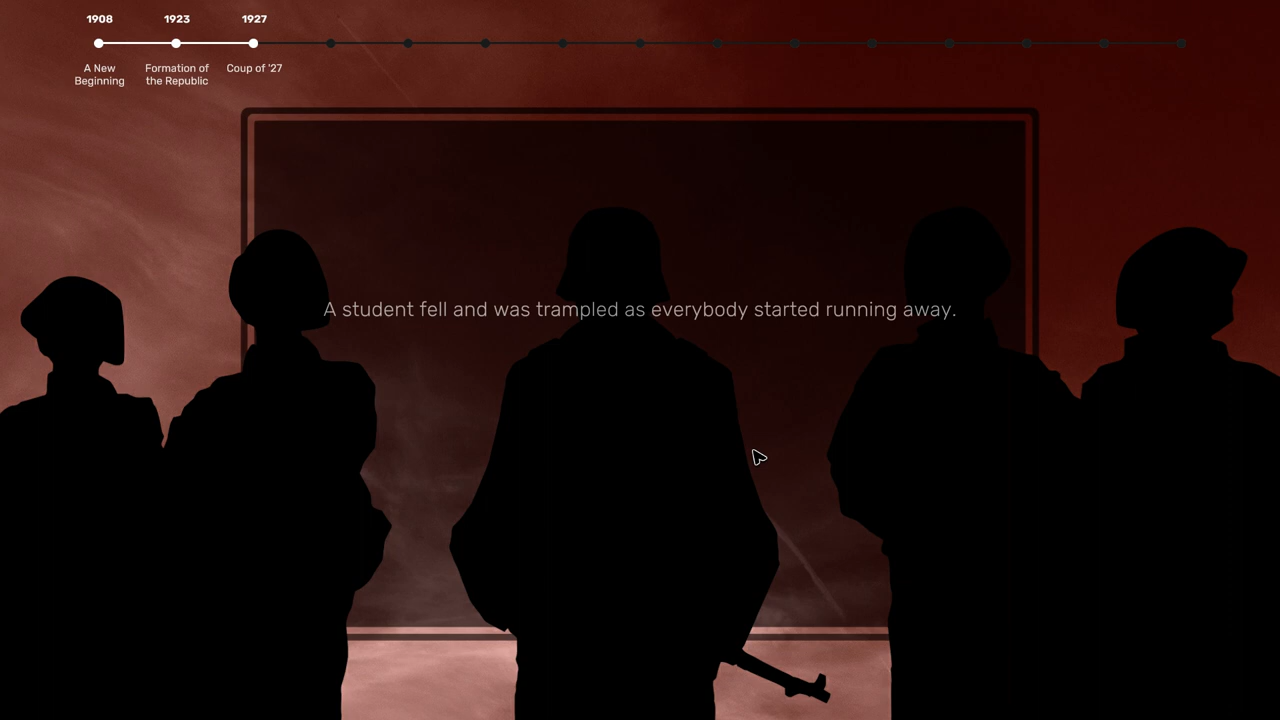 1908 1923 1927
A New Beginning
Formation of the Republic
Coup of '27
A student fell and was trampled as everybody started running away.